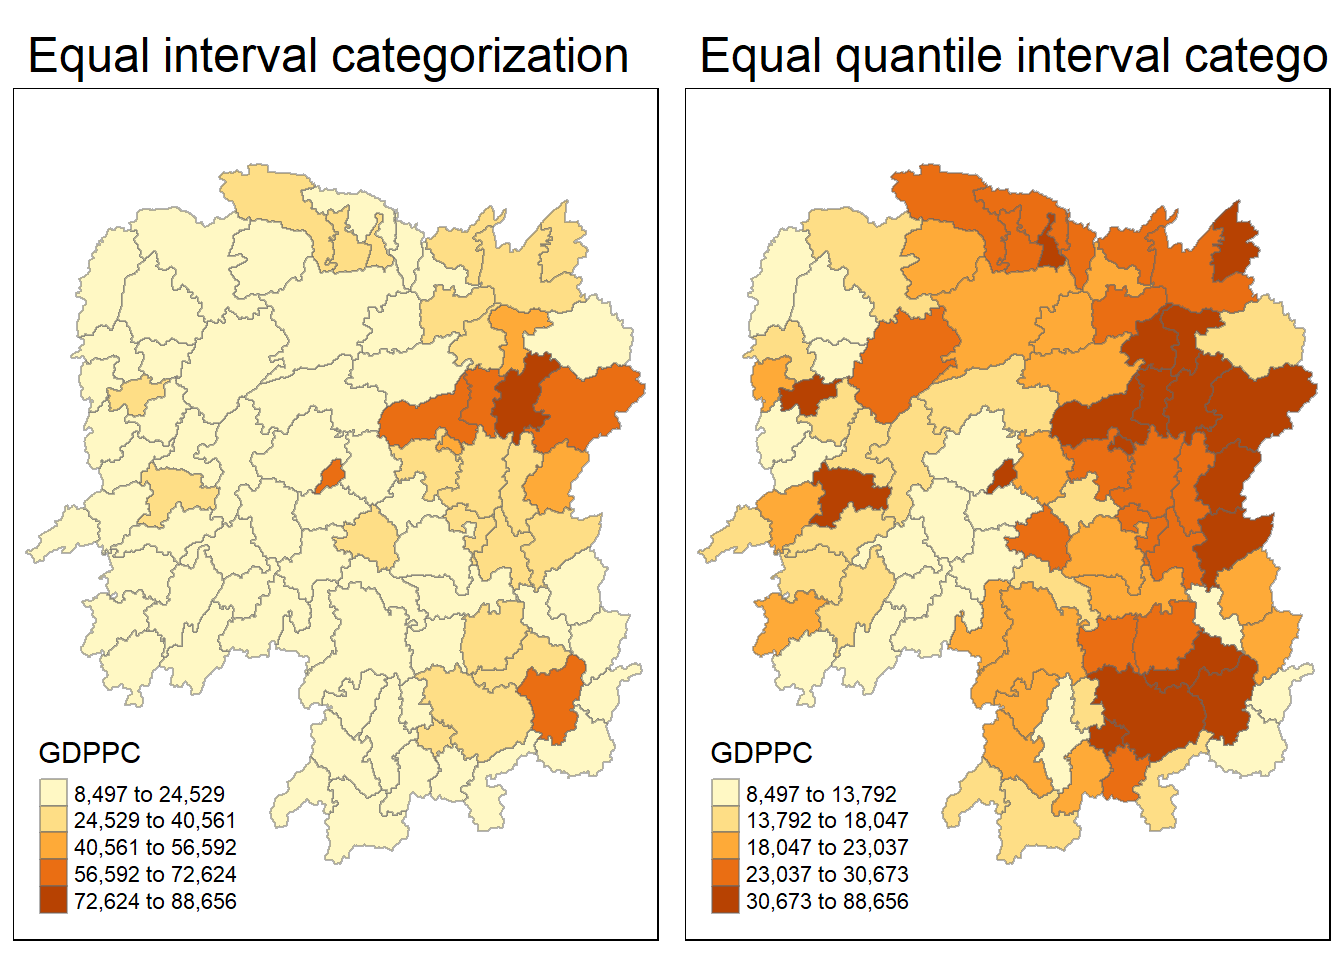 Equal interval categorization
Equal quantile interval catego
GDPPC
8,497 to 24,529
24,529 to 40,561
40,561 to 56,592
56,592 to 72,624
72,624 to 88,656
GDPPC
8,497 to 13,792
13,792 to 18,047
18,047 to 23,037
23,037 to 30,673
30,673 to 88,656